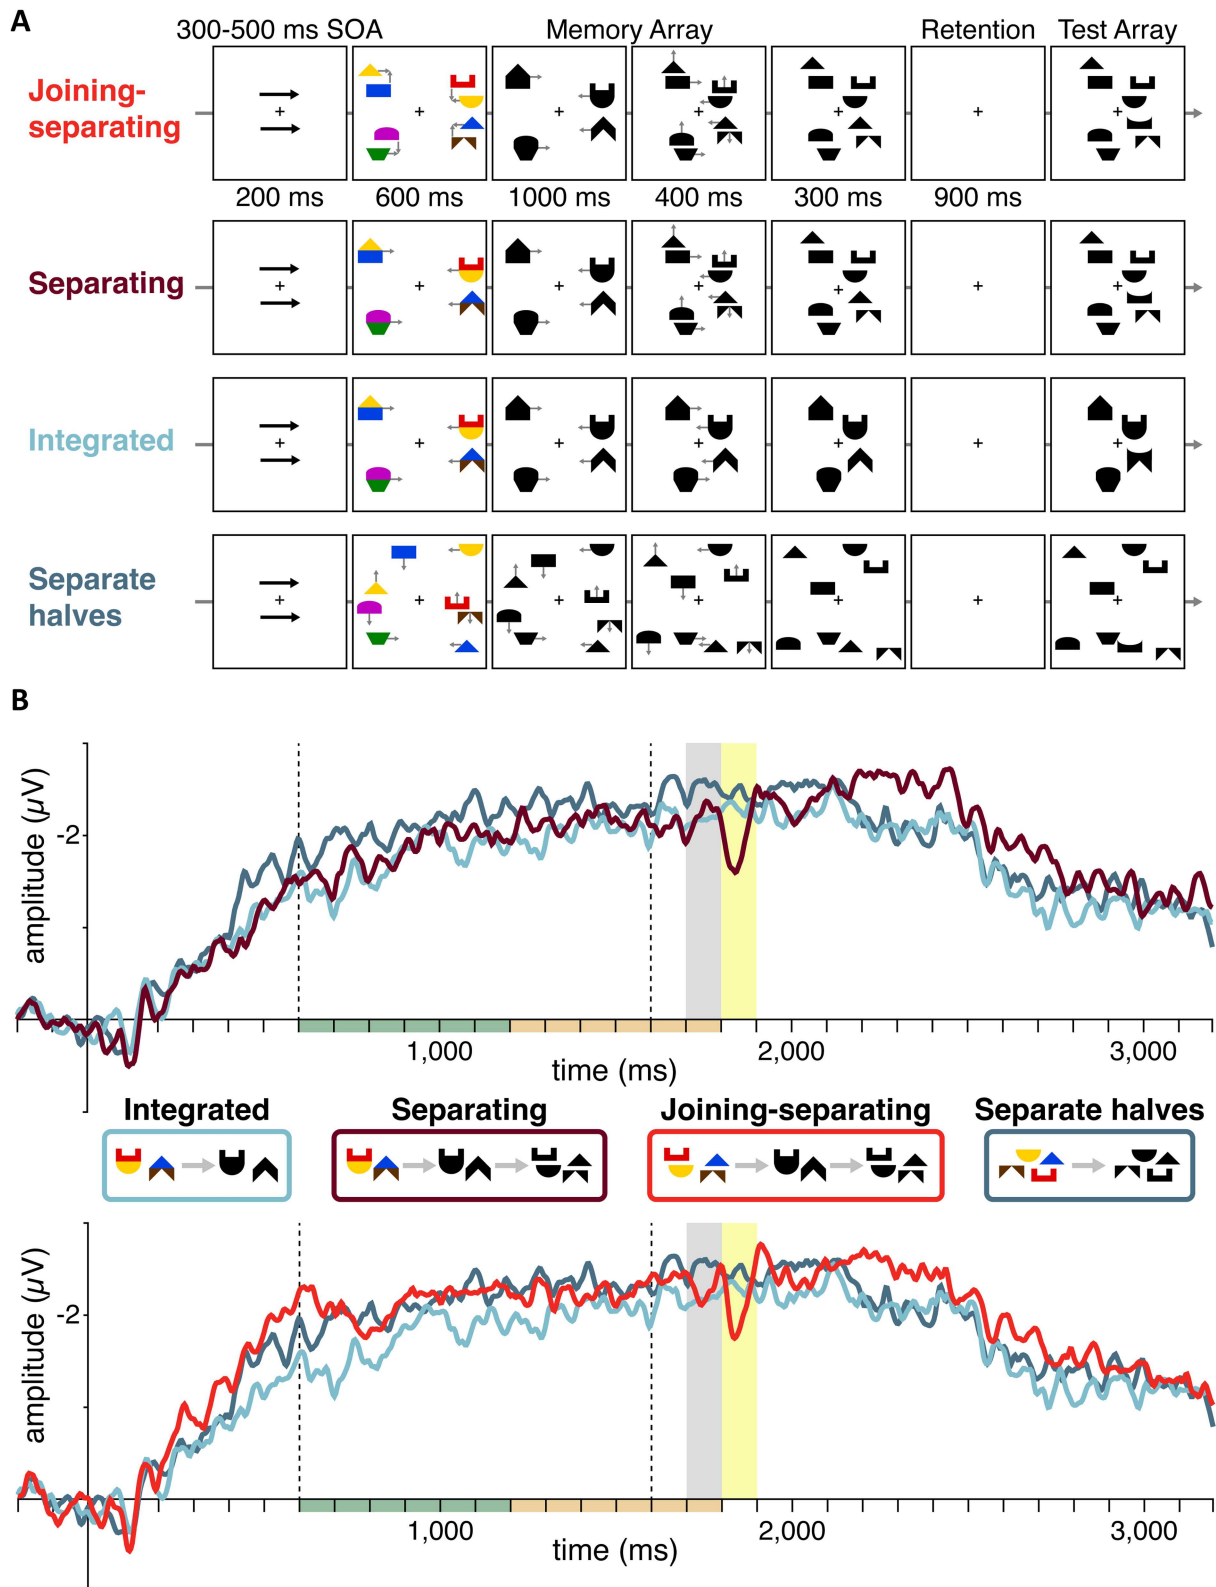 A
300-500 ms SOA Memory Array Retention Test Array
Joining-
separating
200 ms 600 ms 1000 ms 400 ms 300 ms 900 ms
Separating
Integrated
Separate
halves
B
amplitude (µV)
-2
1,000 2,000 3,000
time (ms)
Integrated Separating Joining-separating Separate halves
amplitude (µV)
-2
1,000 2,000 3,000
time (ms)